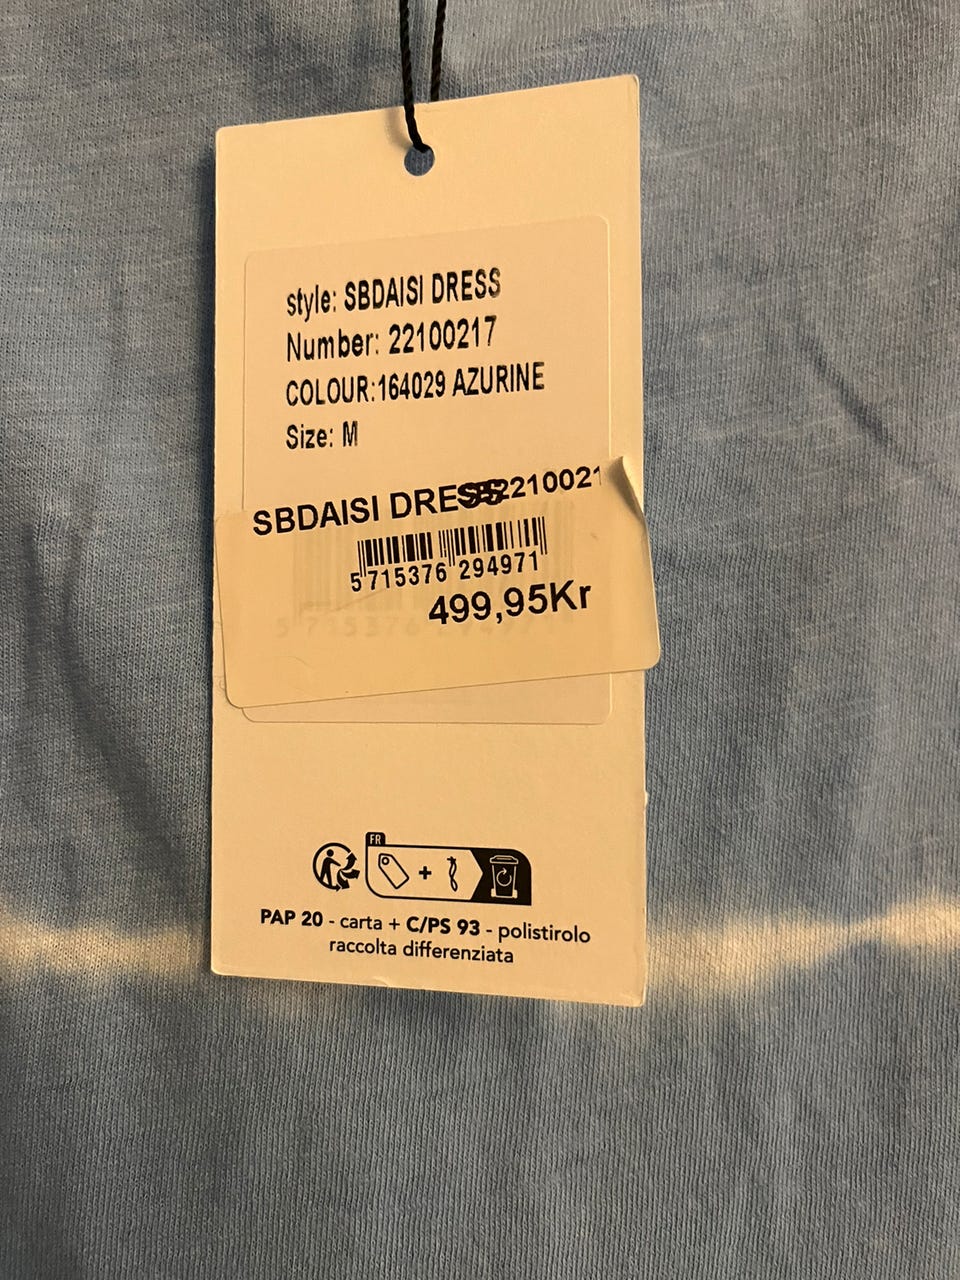 style: SBDAISI DRESS
Number: 22100217
COLOUR:164029 AZURINE
Size: M
SBDAISI DRESS 2210021
5 715376 294971
499,95Kr
FR
PAP 20 - carta + C/PS 93 - polistirolo
raccolta differenziata